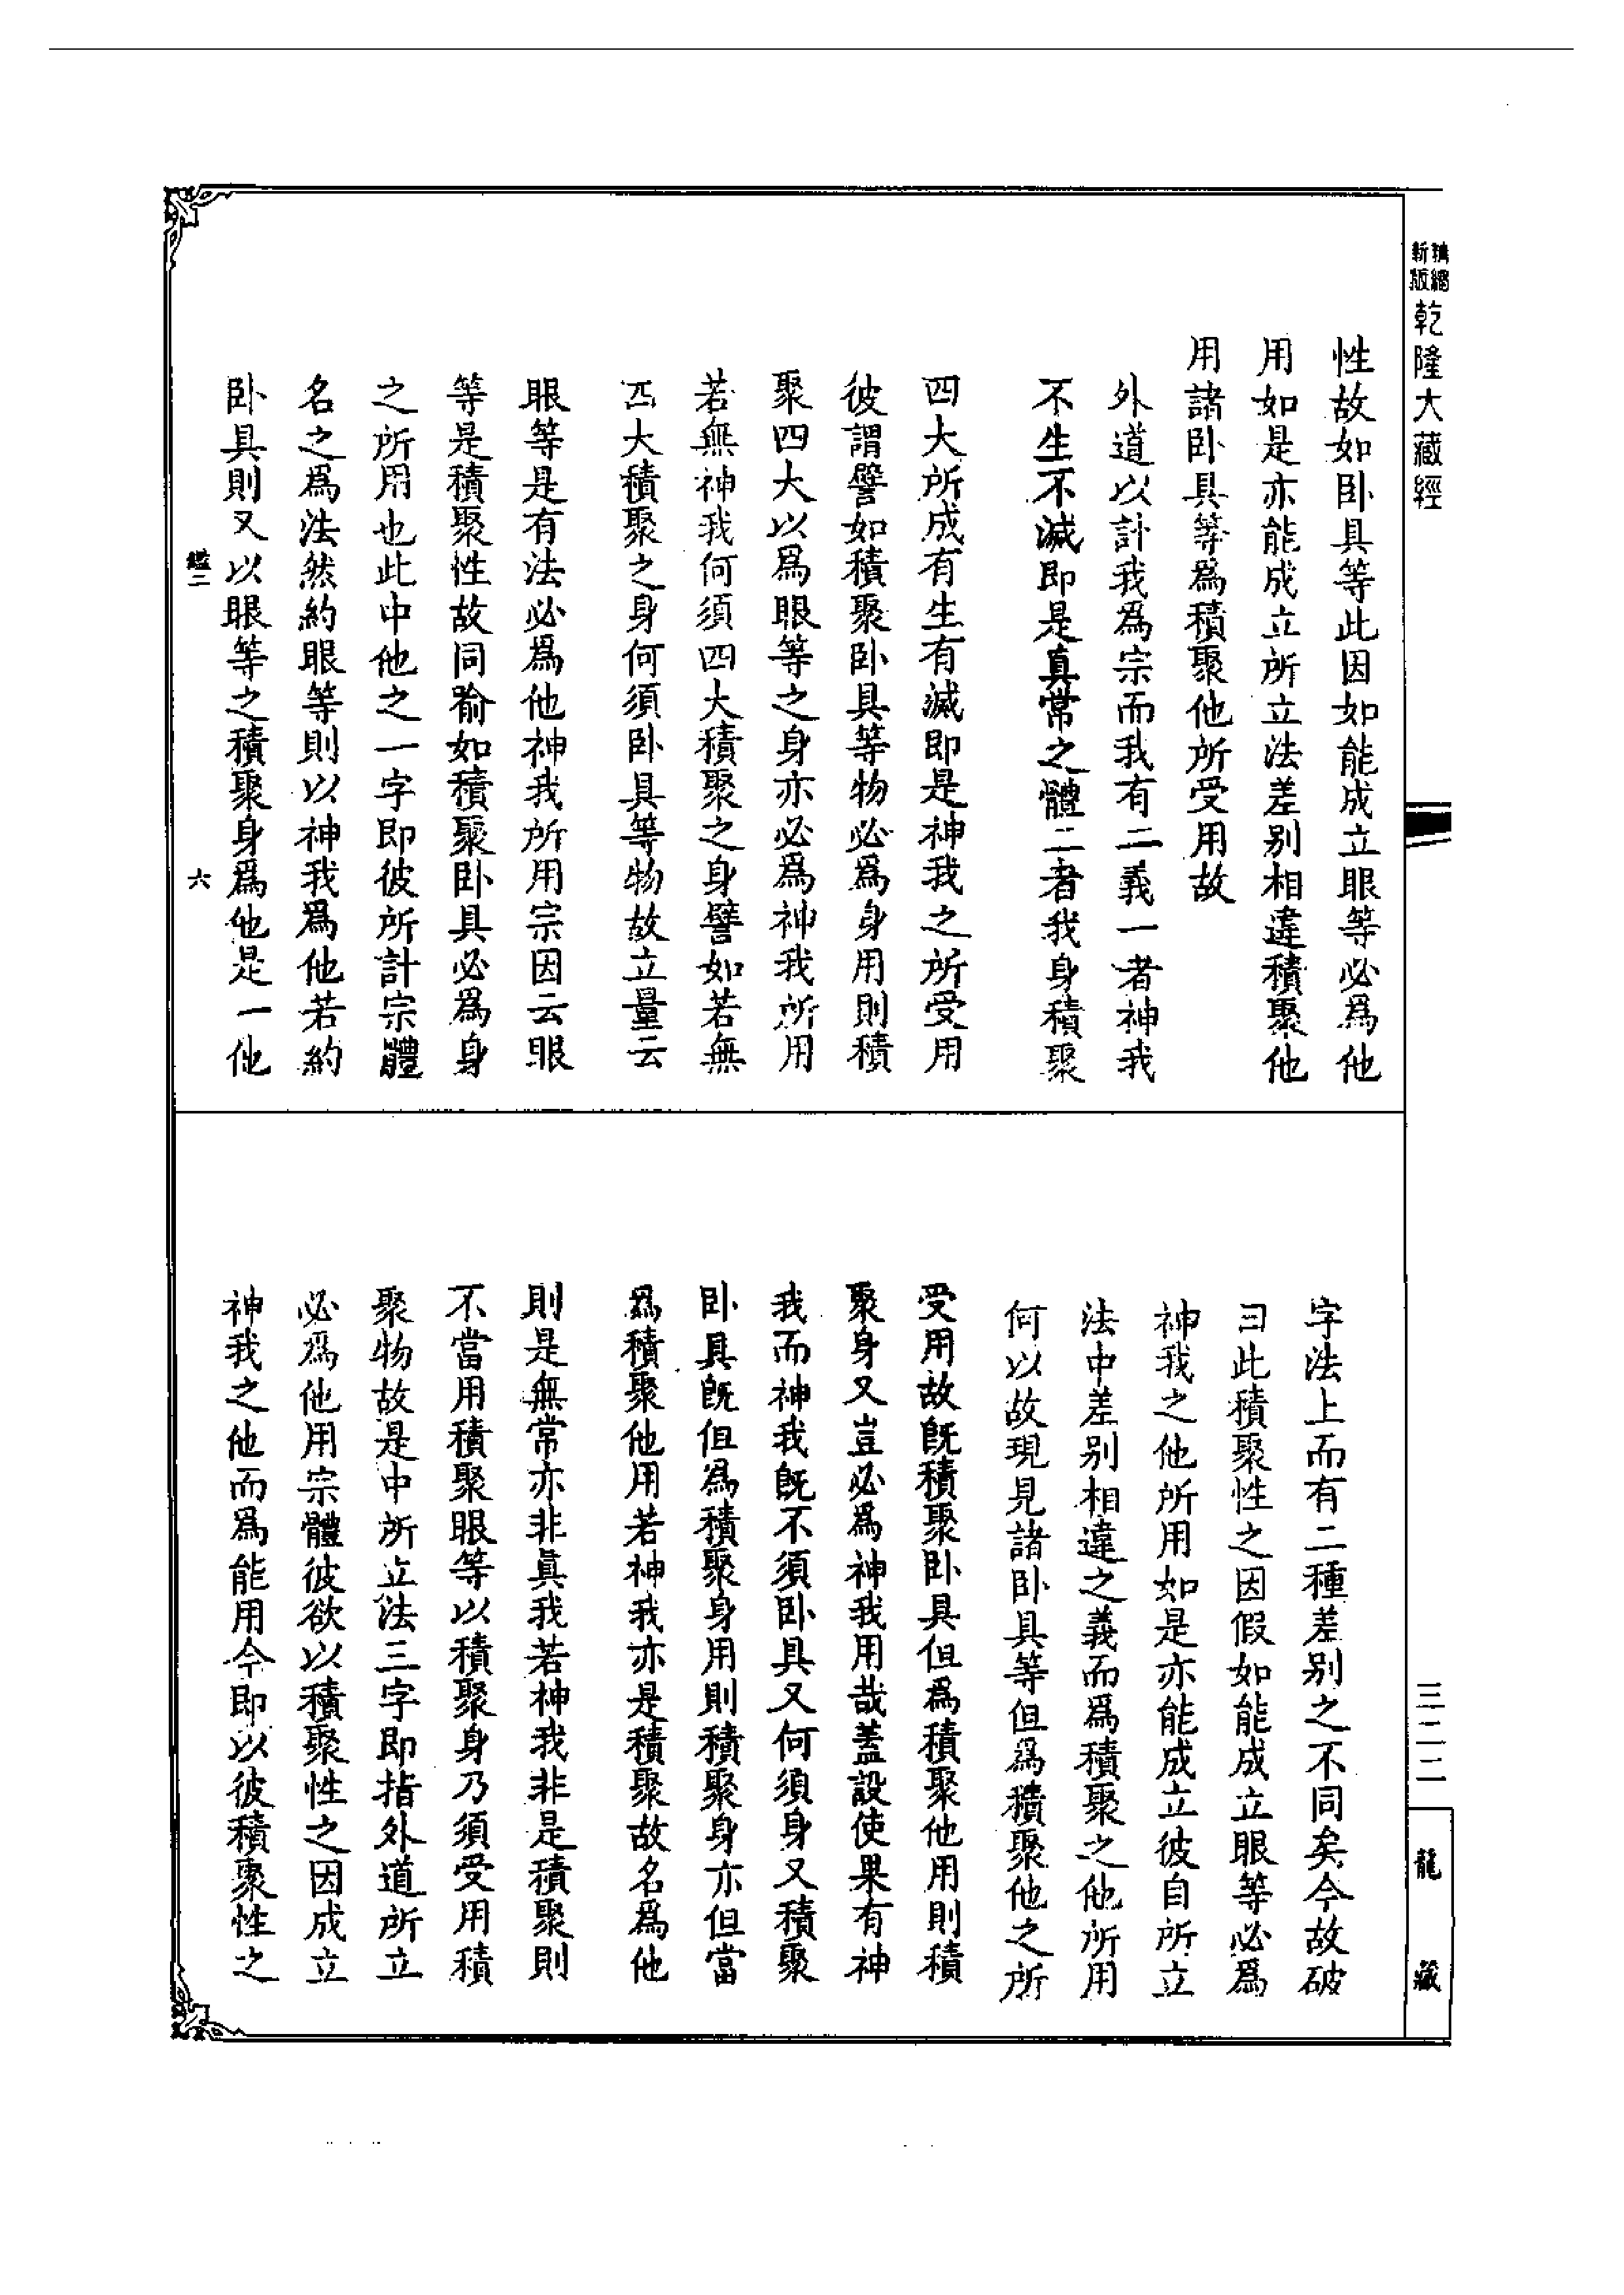 新版精縮乾隆大藏經
性故如卧具等此因如能成立眼等必爲他
用如是亦能成立所立法差别相違積聚他
用諸卧具等爲積聚他所受用故
外道以計我爲宗而我有二義一者神我
不生不滅即是真常之體二者我身積聚
四大所成有生有滅即是神我之所受用
彼謂譬如積聚卧具等物必爲身用則積
聚四大以爲眼等之身亦必爲神我所用
若無神我何須四大積聚之身譬如若無
四大積聚之身何須卧具等物故立量云
眼等是有法必爲他神我所用宗因云眼
等是積聚性故同喻如積聚卧具必爲身
之所用也此中他之一字即彼所計宗體
名之爲法然約眼等則以神我爲他若約
卧具則又以眼等之積聚身爲他是一他
鑑二
六
字法上而有二種差别之不同矣今故破
曰此積聚性之因假如能成立眼等必爲
神我之他所用如是亦能成立彼自所立
法中差别相違之義而爲積聚之他所用
何以故現見諸卧具等但爲積聚他之所
受用故既積聚卧具但爲積聚他用則積
聚身又豈必爲神我用哉蓋設使果有神
我而神我既不須卧具又何須身又積聚
卧具既但爲積聚身用則積聚身亦但當
爲積聚他用若神我亦是積聚故名爲他
則是無常亦非眞我若神我非是積聚則
不當用積聚眼等以積聚身乃須受用積
聚物故是中所立法三字即指外道所立
必爲他用宗體彼欲以積聚性之因成立
神我之他而爲能用今即以彼積聚性之
三二二
龍藏